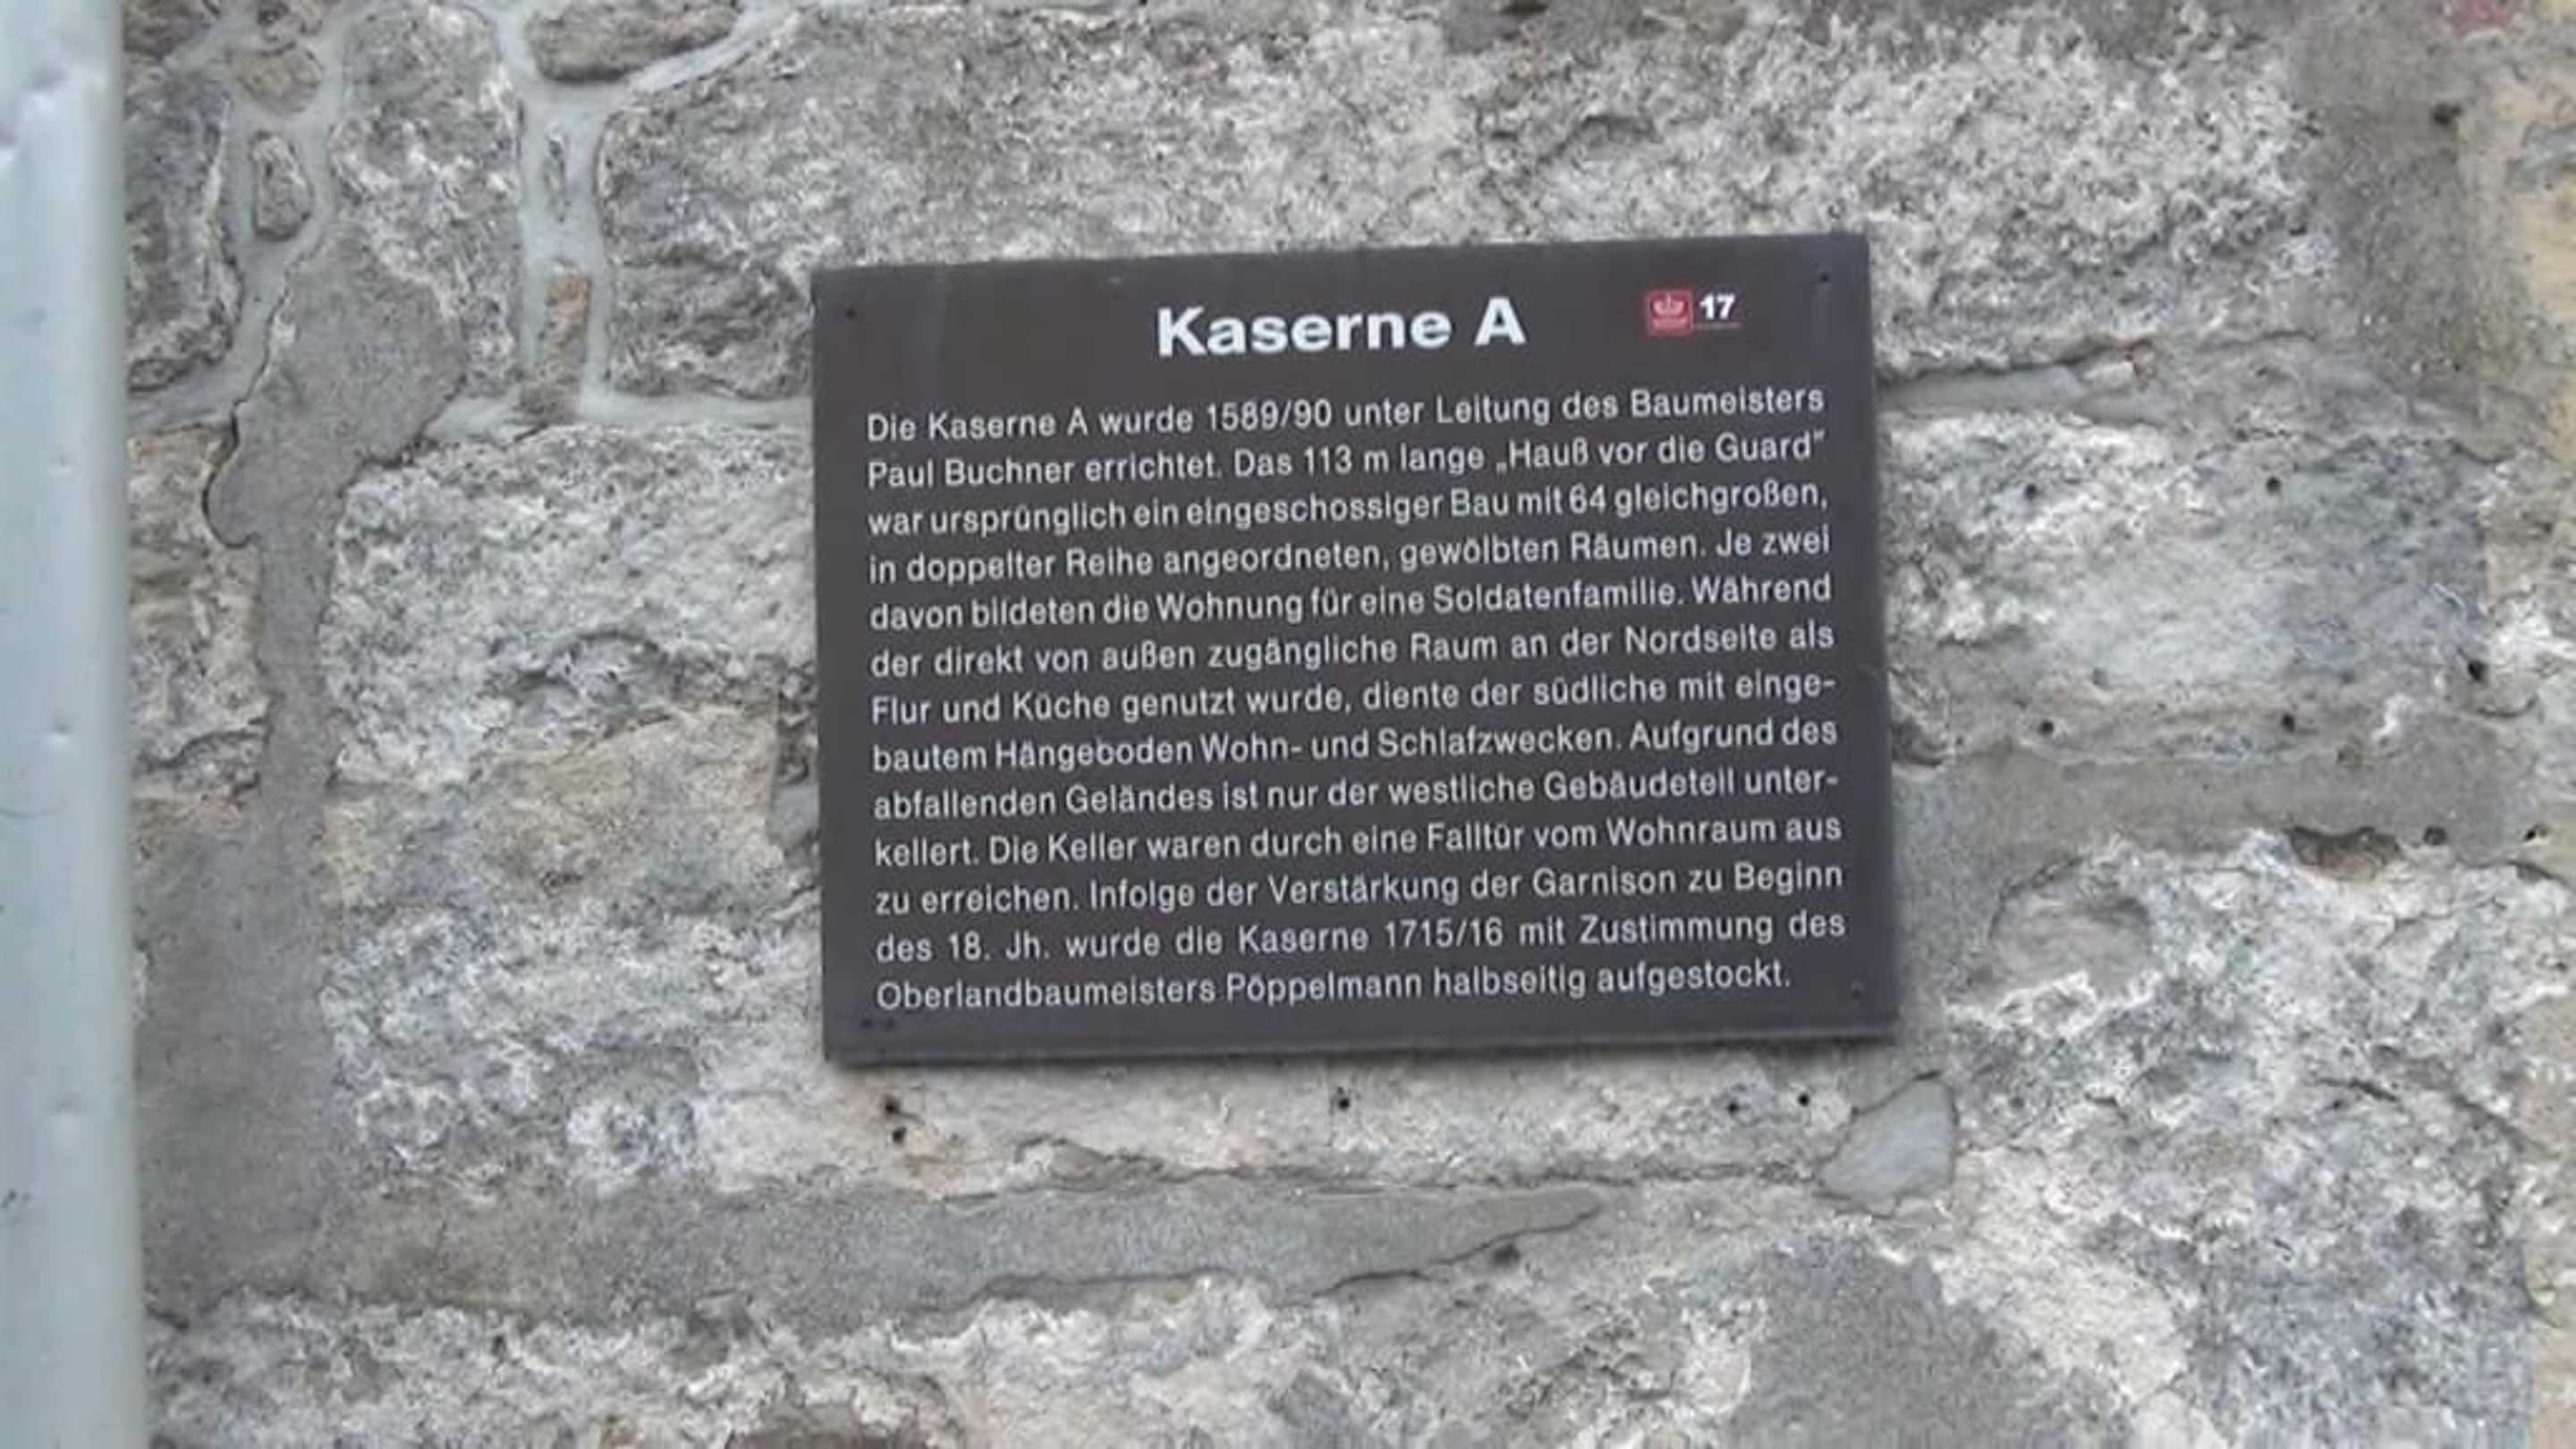 Kaserne A
17
Die Kaserne A wurde 1589/90 unter Leitung des Baumeisters
Paul Buchner errichtet. Das 113 m lange „Hauß vor die Guard"
war ursprünglich ein eingeschossiger Bau mit 64 gleichgroßen,
in doppelter Reihe angeordneten, gewölbten Räumen. Je zwei
davon bildeten die Wohnung für eine Soldatenfamilie. Während
der direkt von außen zugängliche Raum an der Nordseite als
Flur und Küche genutzt wurde, diente der südliche mit einge-
bautem Hängeboden Wohn- und Schlafzwecken. Aufgrund des
abfallenden Geländes ist nur der westliche Gebäudeteil unter-
kellert. Die Keller waren durch eine Falltür vom Wohnraum aus
zu erreichen. Infolge der Verstärkung der Garnison zu Beginn
des 18. Jh. wurde die Kaserne 1715/16 mit Zustimmung des
Oberlandbaumeisters Pöppelmann halbseitig aufgestockt.